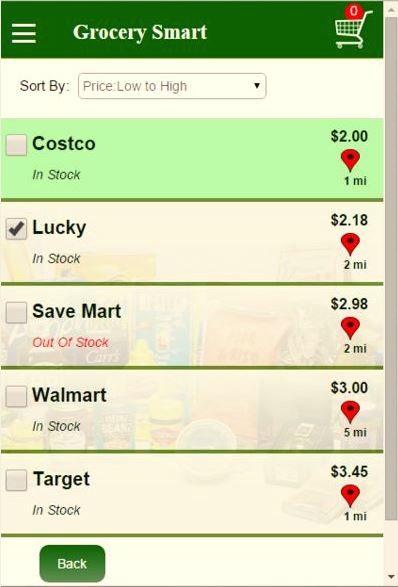 0
Grocery Smart
Sort By: Price:Low to High
Costco $2.00
In Stock
1 mi
Lucky $2.18
In Stock
2 mi
Save Mart $2.98
Out Of Stock
2 mi
Walmart $3.00
In Stock
5 mi
Target $3.45
In Stock
1 mi
Back